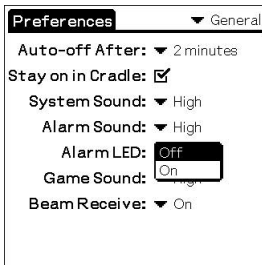 Preferences General
Auto-off After: 2 minutes
Stay on in Cradle:
System Sound: High
Alarm Sound: High
Alarm LED: Off
On
Game Sound:
Beam Receive: On